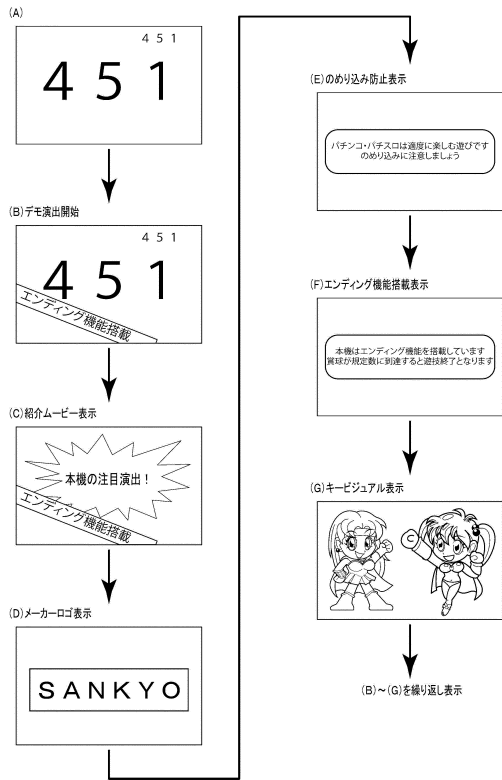 (A)
4 5 1
4 5 1
(B)デモ演出開始
4 5 1
4 5 1
エンディング機能搭載
(C)紹介ムービー表示
本機の注目演出！
エンディング機能搭載
(D)メーカーロゴ表示
SANKYO
(E)のめり込み防止表示
パチンコ・パチスロは適度に楽しむ遊びです
のめり込みに注意しましょう
(F)エンディング機能搭載表示
本機はエンディング機能を搭載しています
賞球が規定数に到達すると遊技終了となります
(G)キービジュアル表示
C
(B)～(G)を繰り返し表示